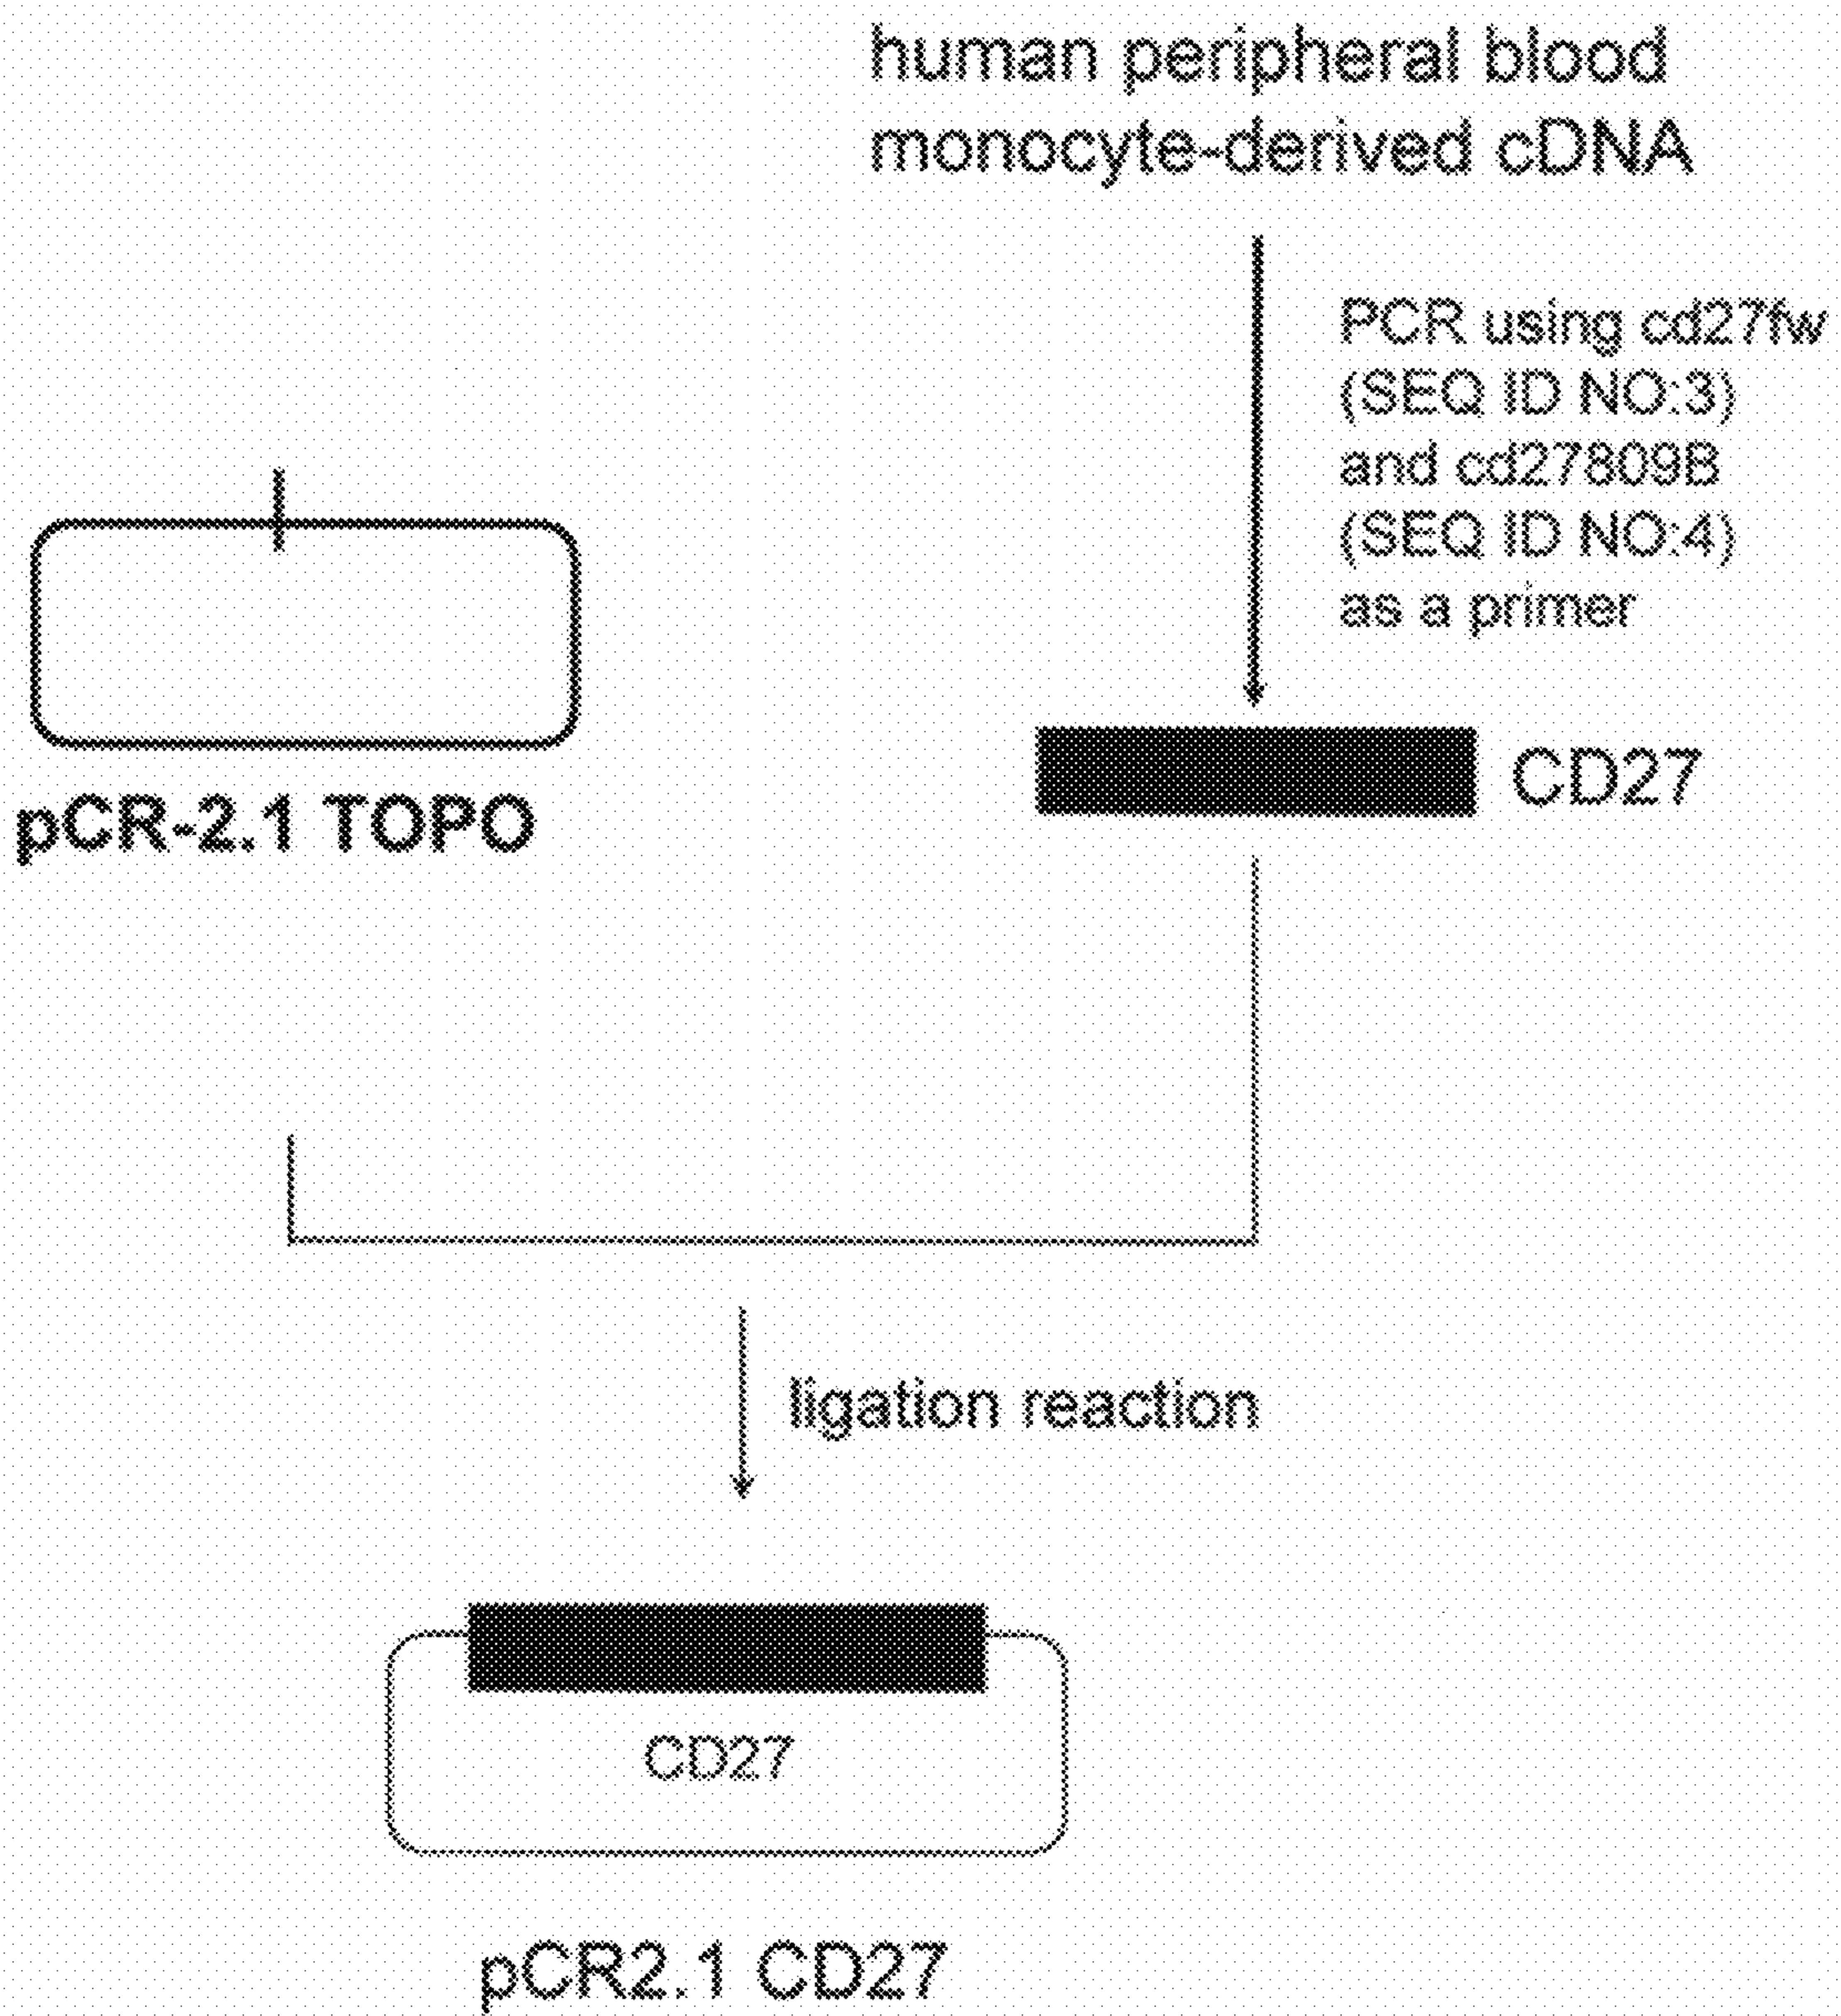 human peripheral blood
monocyte-derived cDNA
PCR using cd27fw
(SEQ ID NO:3)
and cd27809B
(SEQ ID NO:4)
as a primer
pCR-2.1 TOPO
CD27
ligation reaction
CD27
pCR2.1 CD27